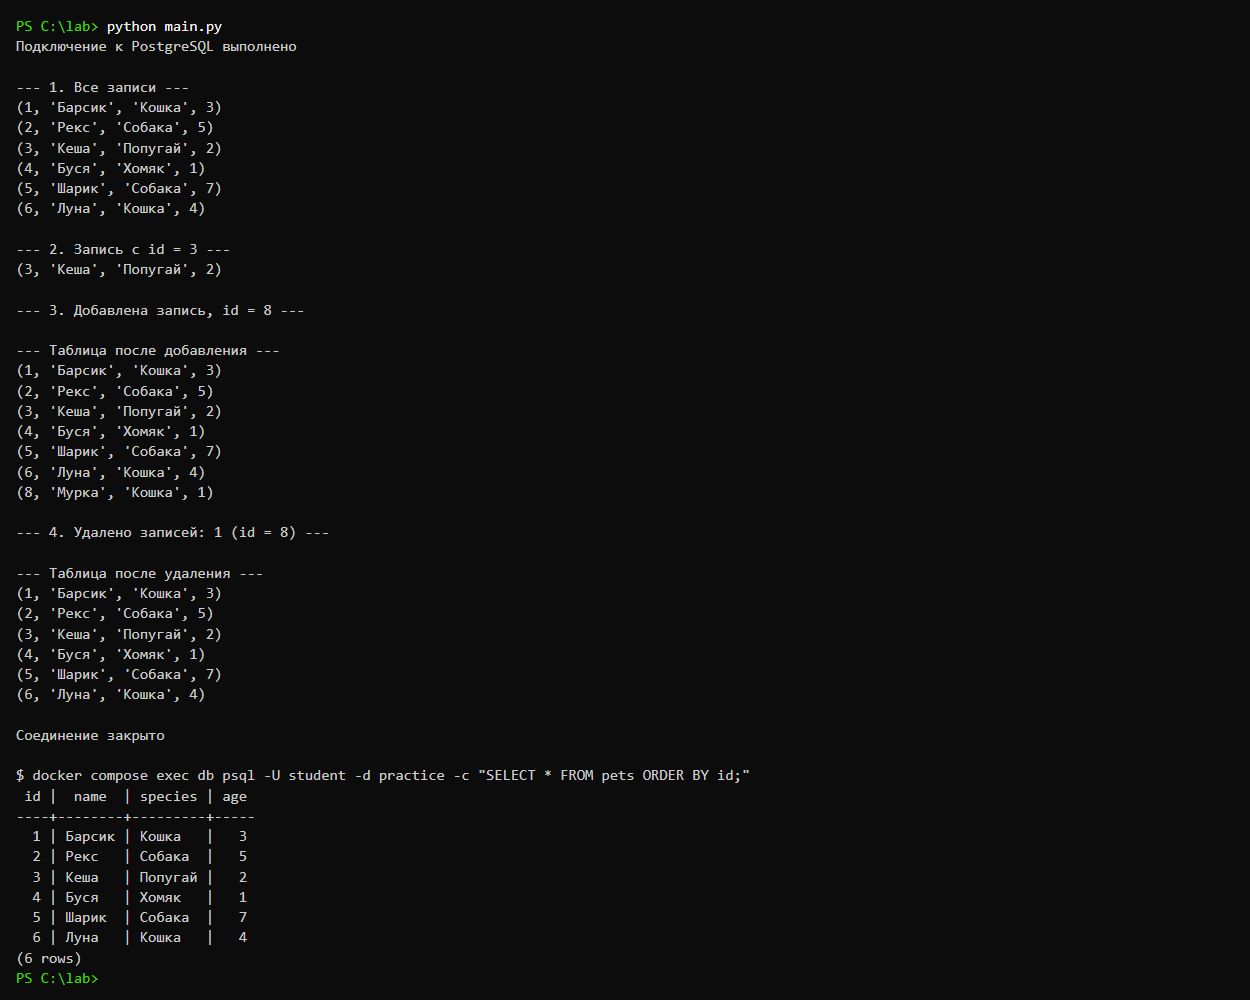 PS C:\lab> python main.py
Подключение к PostgreSQL выполнено
--- 1. Все записи ---
(1, 'Барсик', 'Кошка', 3)
(2, 'Рекс', 'Собака', 5)
(3, 'Кеша', 'Попугай', 2)
(4, 'Буся', 'Хомяк', 1)
(5, 'Шарик', 'Собака', 7)
(6, 'Луна', 'Кошка', 4)
--- 2. Запись с id = 3 ---
(3, 'Кеша', 'Попугай', 2)
--- 3. Добавлена запись, id = 8 ---
--- Таблица после добавления ---
(1, 'Барсик', 'Кошка', 3)
(2, 'Рекс', 'Собака', 5)
(3, 'Кеша', 'Попугай', 2)
(4, 'Буся', 'Хомяк', 1)
(5, 'Шарик', 'Собака', 7)
(6, 'Луна', 'Кошка', 4)
(8, 'Мурка', 'Кошка', 1)
--- 4. Удалено записей: 1 (id = 8) ---
--- Таблица после удаления ---
(1, 'Барсик', 'Кошка', 3)
(2, 'Рекс', 'Собака', 5)
(3, 'Кеша', 'Попугай', 2)
(4, 'Буся', 'Хомяк', 1)
(5, 'Шарик', 'Собака', 7)
(6, 'Луна', 'Кошка', 4)
Соединение закрыто
$ docker compose exec db psql -U student -d practice -c "SELECT * FROM pets ORDER BY id;"
 id |  name  | species | age
----+--------+---------+-----
  1 | Барсик | Кошка   |   3
  2 | Рекс   | Собака  |   5
  3 | Кеша   | Попугай |   2
  4 | Буся   | Хомяк   |   1
  5 | Шарик  | Собака  |   7
  6 | Луна   | Кошка   |   4
(6 rows)
PS C:\lab>